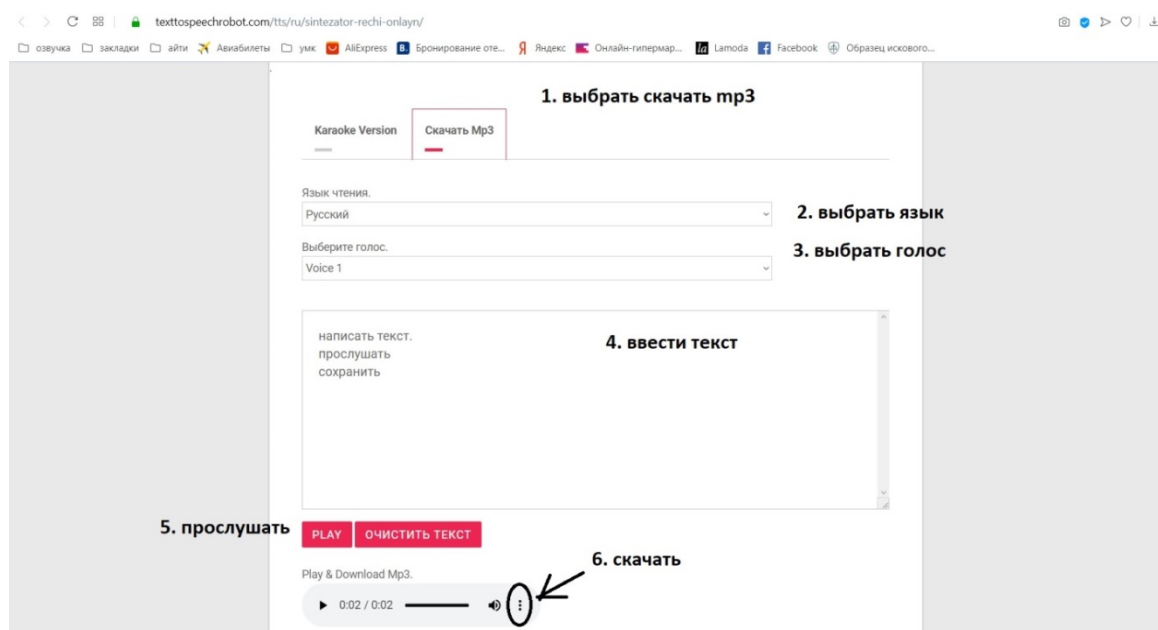 texttospeechrobot.com/tts/ru/sintezator-rechi-onlayn/
озвучка закладки айти Авиабилеты умк AliExpress B. Бронирование оте... Я Яндекс Онлайн-гипермар... la Lamoda f Facebook Образец искового...
1. выбрать скачать mp3
Karaoke Version Скачать Mp3
Язык чтения.
Русский 2. выбрать язык
Выберите голос. 3. выбрать голос
Voice 1
написать текст. 4. ввести текст
прослушать
сохранить
5. прослушать PLAY ОЧИСТИТЬ ТЕКСТ
6. скачать
Play & Download Mp3.
0:02 / 0:02